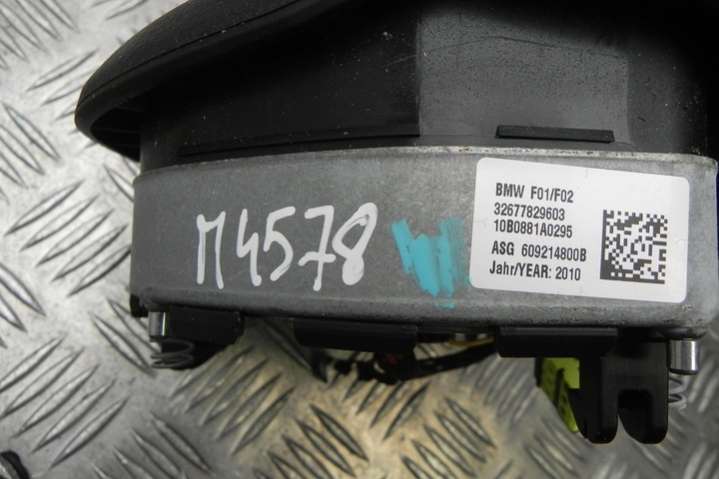 M4578
BMW F01/F02
32677829603
10B0881A0295
ASG 609214800B
Jahr/YEAR: 2010